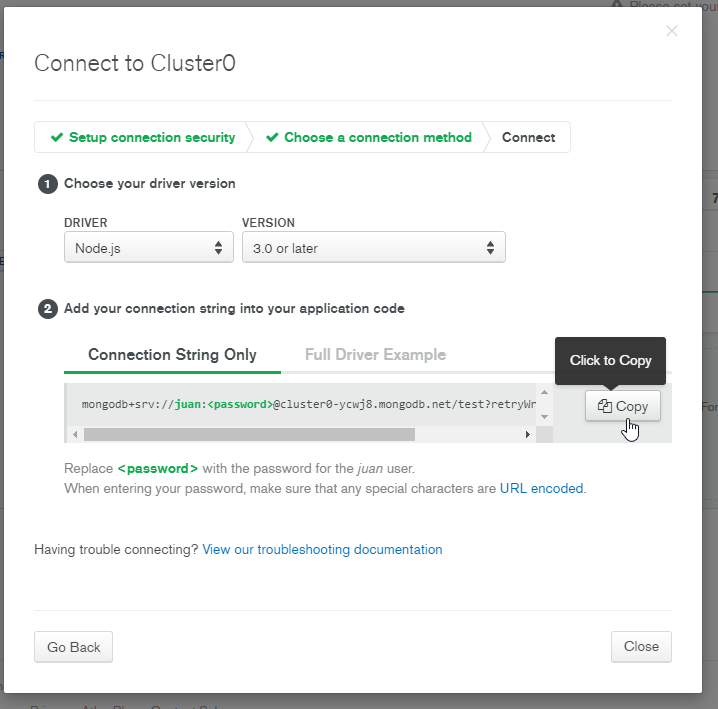 Please set your
Connect to Cluster0
Setup connection security Choose a connection method Connect
1 Choose your driver version
DRIVER VERSION
Node.js 3.0 or later
2 Add your connection string into your application code
Connection String Only Full Driver Example
Click to Copy
mongodb+srv://juan:<password>@cluster0-ycwj8.mongodb.net/test?retryWr
Copy
For
Replace <password> with the password for the juan user.
When entering your password, make sure that any special characters are URL encoded.
Having trouble connecting? View our troubleshooting documentation
Go Back Close